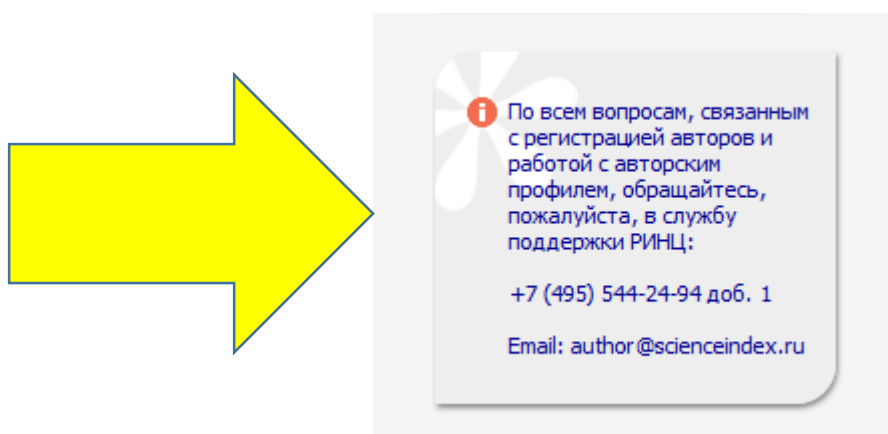 По всем вопросам, связанным
с регистрацией авторов и
работой с авторским
профилем, обращайтесь,
пожалуйста, в службу
поддержки РИНЦ:
+7 (495) 544-24-94 доб. 1
Email: author@scienceindex.ru